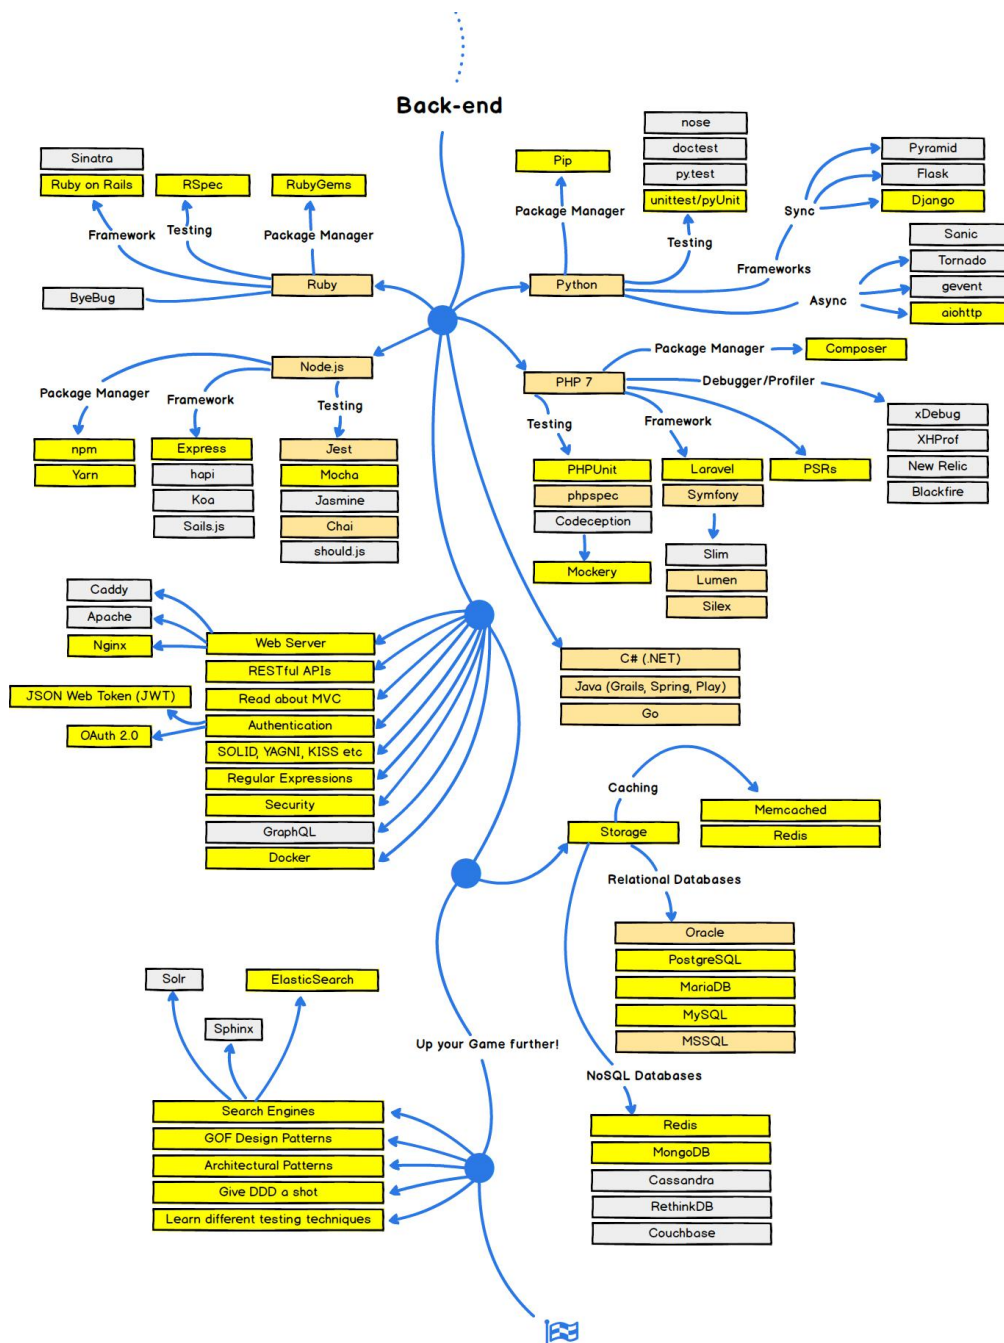 Back-end
Sinatra
Ruby on Rails
RSpec
RubyGems
Framework
Testing
Package Manager
Ruby
ByeBug
Pip
Package Manager
nose
doctest
py.test
unittest/pyUnit
Testing
Python
Frameworks
Sync
Pyramid
Flask
Django
Async
Sanic
Tornado
gevent
aiohttp
Node.js
Package Manager
npm
Yarn
Framework
Express
hapi
Koa
Sails.js
Testing
Jest
Mocha
Jasmine
Chai
should.js
PHP 7
Package Manager
Composer
Debugger/Profiler
xDebug
XHProf
New Relic
Blackfire
Testing
PHPUnit
phpspec
Codeception
Mockery
Framework
Laravel
Symfony
Slim
Lumen
Silex
PSRs
C# (.NET)
Java (Grails, Spring, Play)
Go
Caddy
Apache
Nginx
Web Server
RESTful APIs
Read about MVC
JSON Web Token (JWT)
OAuth 2.0
Authentication
SOLID, YAGNI, KISS etc
Regular Expressions
Security
GraphQL
Docker
Storage
Caching
Memcached
Redis
Relational Databases
Oracle
PostgreSQL
MariaDB
MySQL
MSSQL
NoSQL Databases
Redis
MongoDB
Cassandra
RethinkDB
Couchbase
Up your Game further!
Solr
Sphinx
ElasticSearch
Search Engines
GOF Design Patterns
Architectural Patterns
Give DDD a shot
Learn different testing techniques